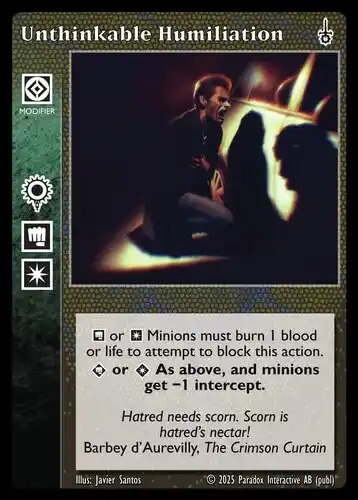 Unthinkable Humiliation
MODIFIER
or Minions must burn 1 blood
or life to attempt to block this action.
or As above, and minions
get −1 intercept.
Hatred needs scorn. Scorn is
hatred's nectar!
Barbey d'Aurevilly, The Crimson Curtain
Illus: Javier Santos © 2025 Paradox Interactive AB (publ)